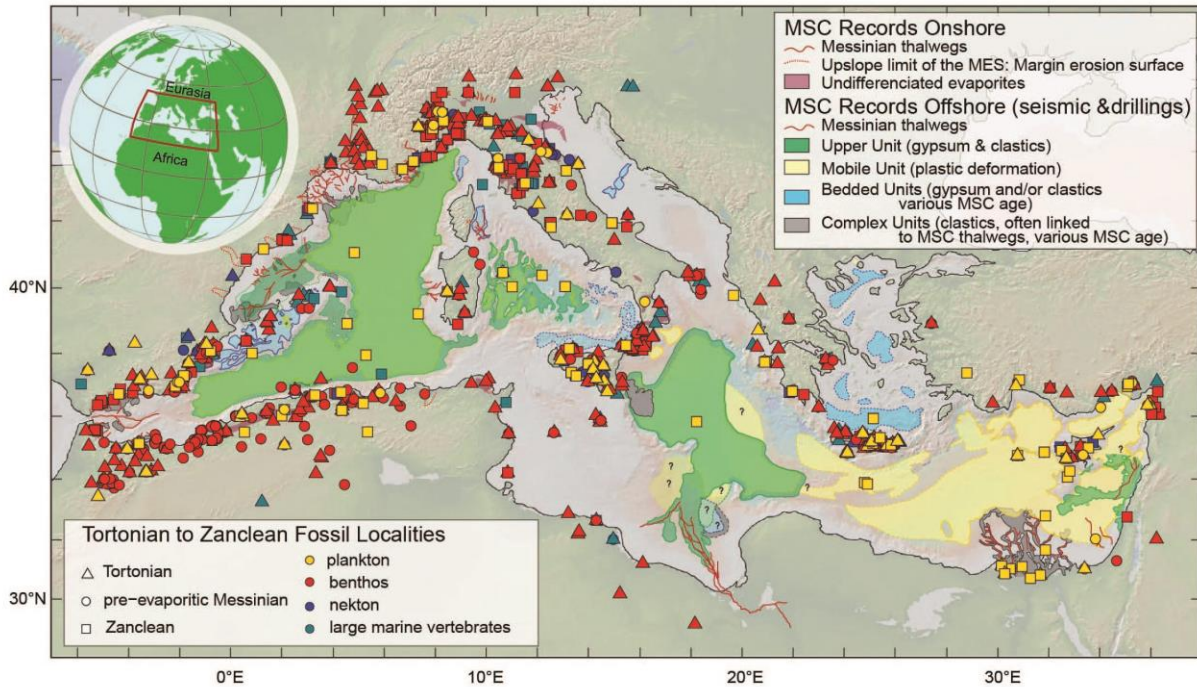 Eurasia
Africa
MSC Records Onshore
Messinian thalwegs
Upslope limit of the MES: Margin erosion surface
Undifferenciated evaporites
MSC Records Offshore (seismic &drillings)
Messinian thalwegs
Upper Unit (gypsum & clastics)
Mobile Unit (plastic deformation)
Bedded Units (gypsum and/or clastics
various MSC age)
Complex Units (clastics, often linked
to MSC thalwegs, various MSC age)
40°N
30°N
? ? ? ? ? ? ? ? ?
Tortonian to Zanclean Fossil Localities
Tortonian
pre-evaporitic Messinian
Zanclean
plankton
benthos
nekton
large marine vertebrates
0°E
10°E
20°E
30°E